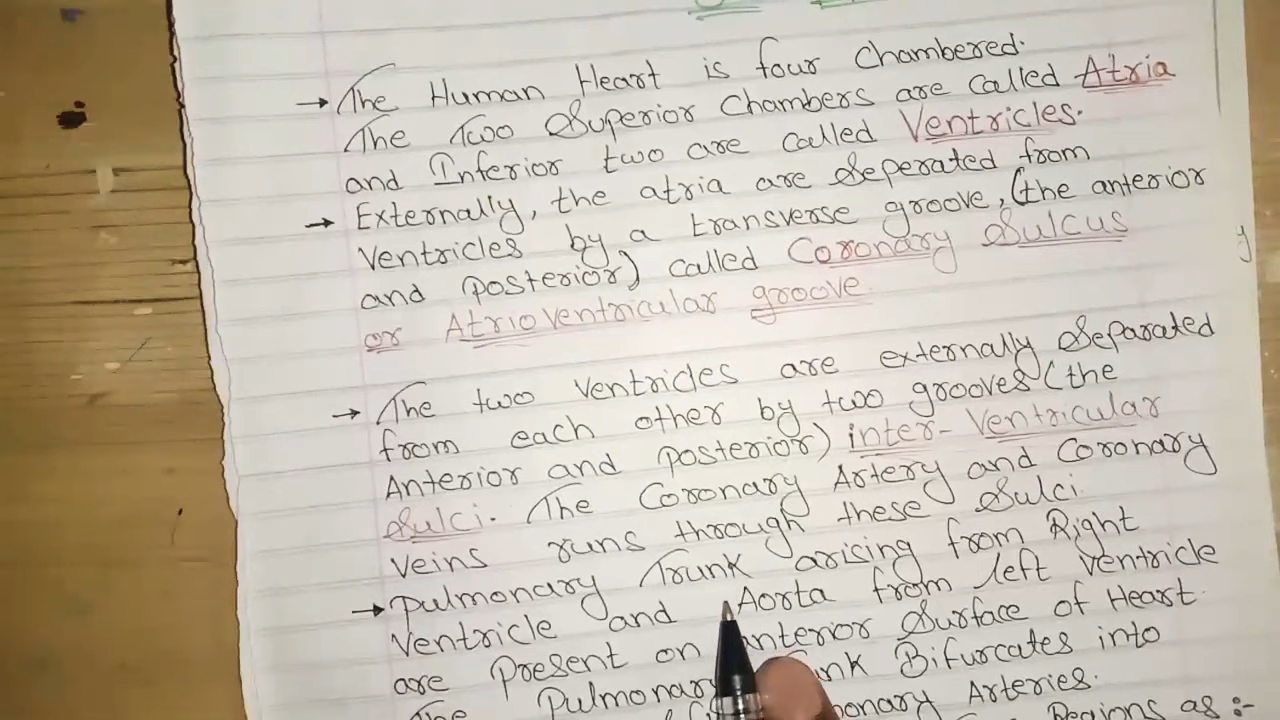 → The Human Heart is four Chambered.
The Two Superior Chambers are called Atria
and Inferior two are called Ventricles.
→ Externally, the atria are Seperated from
Ventricles by a transverse groove, (the anterior
and posterior) called Coronary Sulcus
or Atrioventricular groove.
→ The two Ventricles are externally Separated
from each other by two grooves (the
Anterior and posterior) inter-Ventricular
Sulci. The Coronary Artery and Coronary
Veins runs through these Sulci.
→ Pulmonary Trunk arising from Right
Ventricle and Aorta from left Ventricle
are Present on Anterior Surface of Heart.
The Pulmonary Bifurcates into
Arteries.
Regions as :-